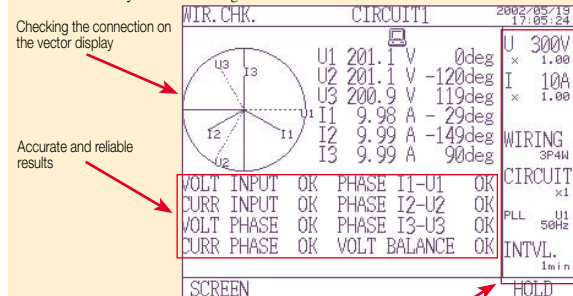 WIR.CHK. CIRCUIT1 2002/05/19
17:05:24
Checking the connection on
the vector display
U3
I3
U1
I2
I1
U2
U1 201.1 V 0deg
U2 201.1 V -120deg
U3 200.9 V 119deg
I1 9.98 A - 29deg
I2 9.99 A -149deg
I3 9.99 A 90deg
U 300V
× 1.00
I 10A
× 1.00
WIRING
3P4W
CIRCUIT
×1
PLL U1
50Hz
INTVL.
1min
Accurate and reliable
results
VOLT INPUT OK PHASE I1-U1 OK
CURR INPUT OK PHASE I2-U2 OK
VOLT PHASE OK PHASE I3-U3 OK
CURR PHASE OK VOLT BALANCE OK
SCREEN HOLD